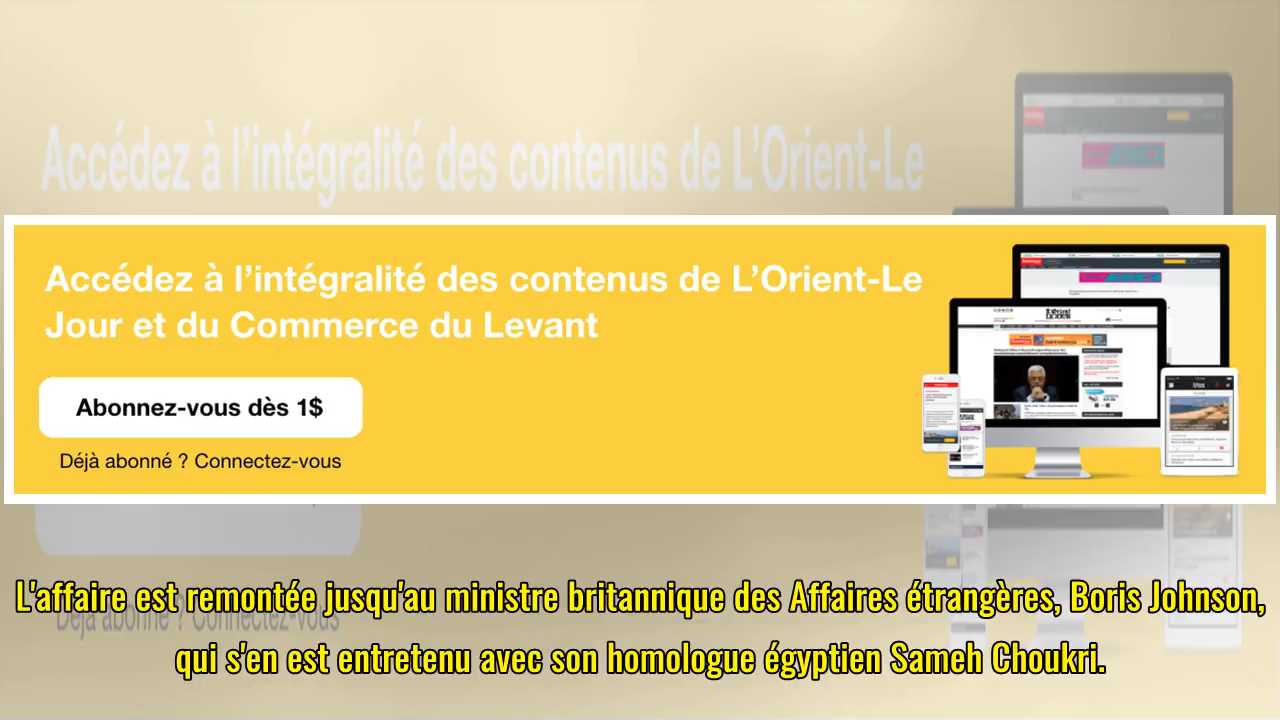 Accédez à l'intégralité des contenus de L'Orient-Le
Accédez à l’intégralité des contenus de L’Orient-Le
Jour et du Commerce du Levant
Abonnez-vous dès 1$
Déjà abonné ? Connectez-vous
L'affaire est remontée jusqu'au ministre britannique des Affaires étrangères, Boris Johnson,
Déjà abonné ? Connectez-vous
qui s'en est entretenu avec son homologue égyptien Sameh Choukri.